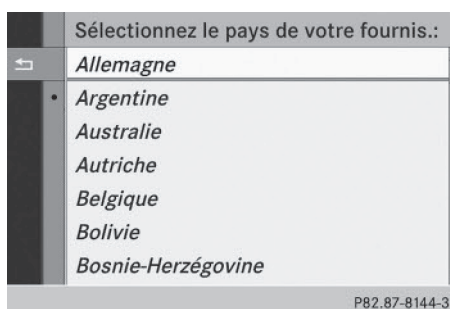 Sélectionnez le pays de votre fournis.:
Allemagne
Argentine
Australie
Autriche
Belgique
Bolivie
Bosnie-Herzégovine
P82.87-8144-3